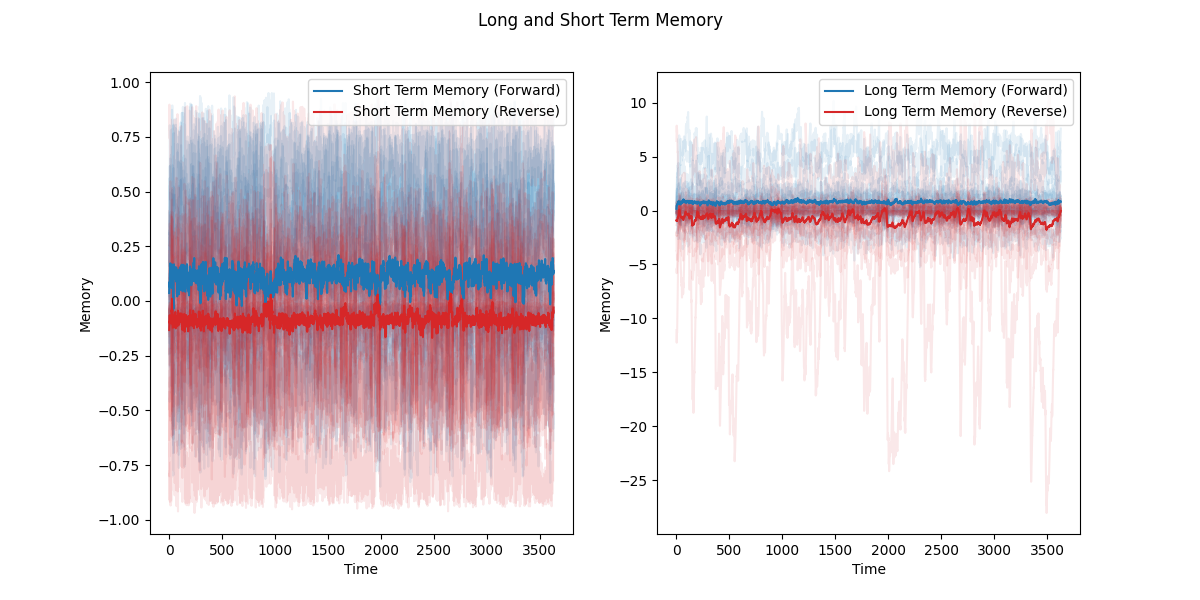 Long and Short Term Memory
Short Term Memory (Forward)
Short Term Memory (Reverse)
1.00
0.75
0.50
0.25
0.00
−0.25
−0.50
−0.75
−1.00
Memory
0 500 1000 1500 2000 2500 3000 3500
Time
Long Term Memory (Forward)
Long Term Memory (Reverse)
10
5
0
−5
−10
−15
−20
−25
Memory
0 500 1000 1500 2000 2500 3000 3500
Time